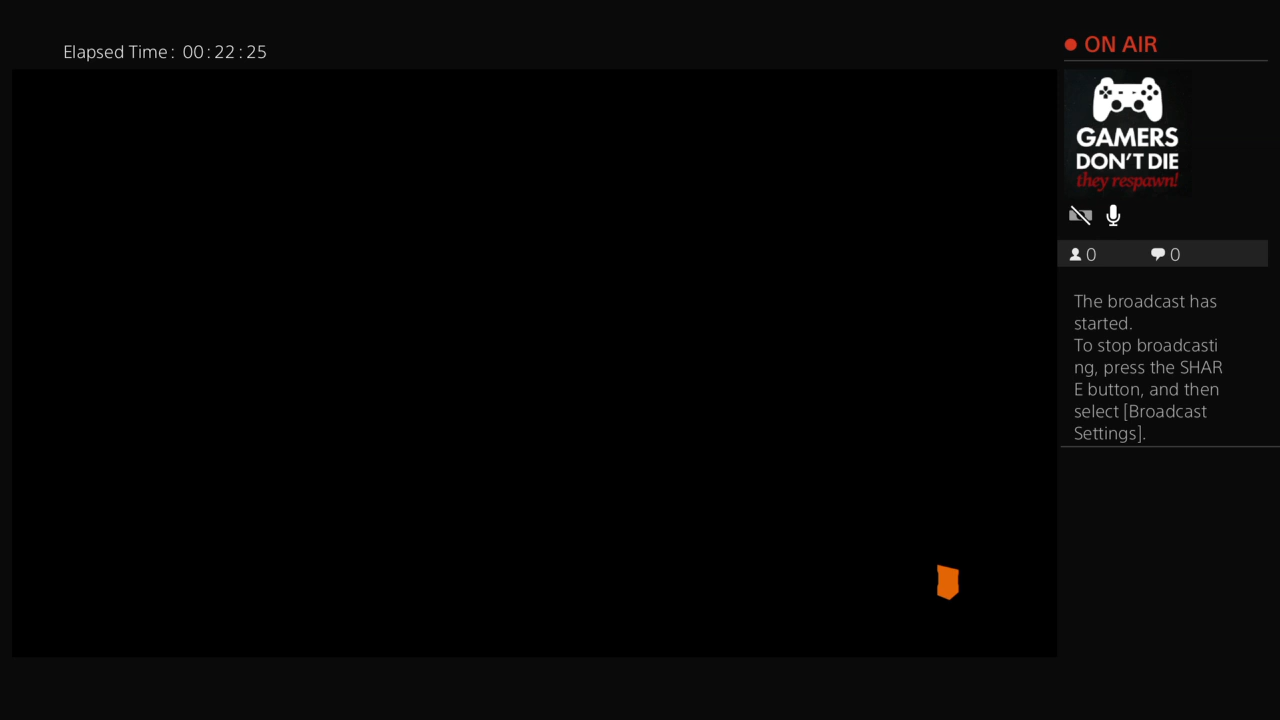 Elapsed Time: 00:22:25
ON AIR
GAMERS
DON'T DIE
they respawn!
0
0
The broadcast has
started.
To stop broadcasti
ng, press the SHAR
E button, and then
select [Broadcast
Settings].